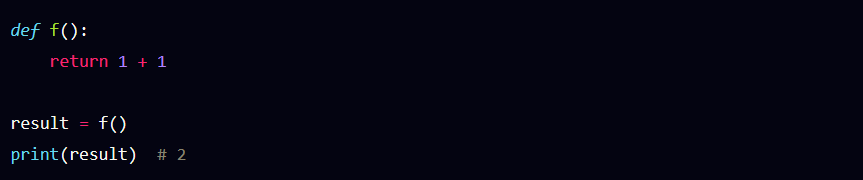 def f():
    return 1 + 1
result = f()
print(result)  # 2